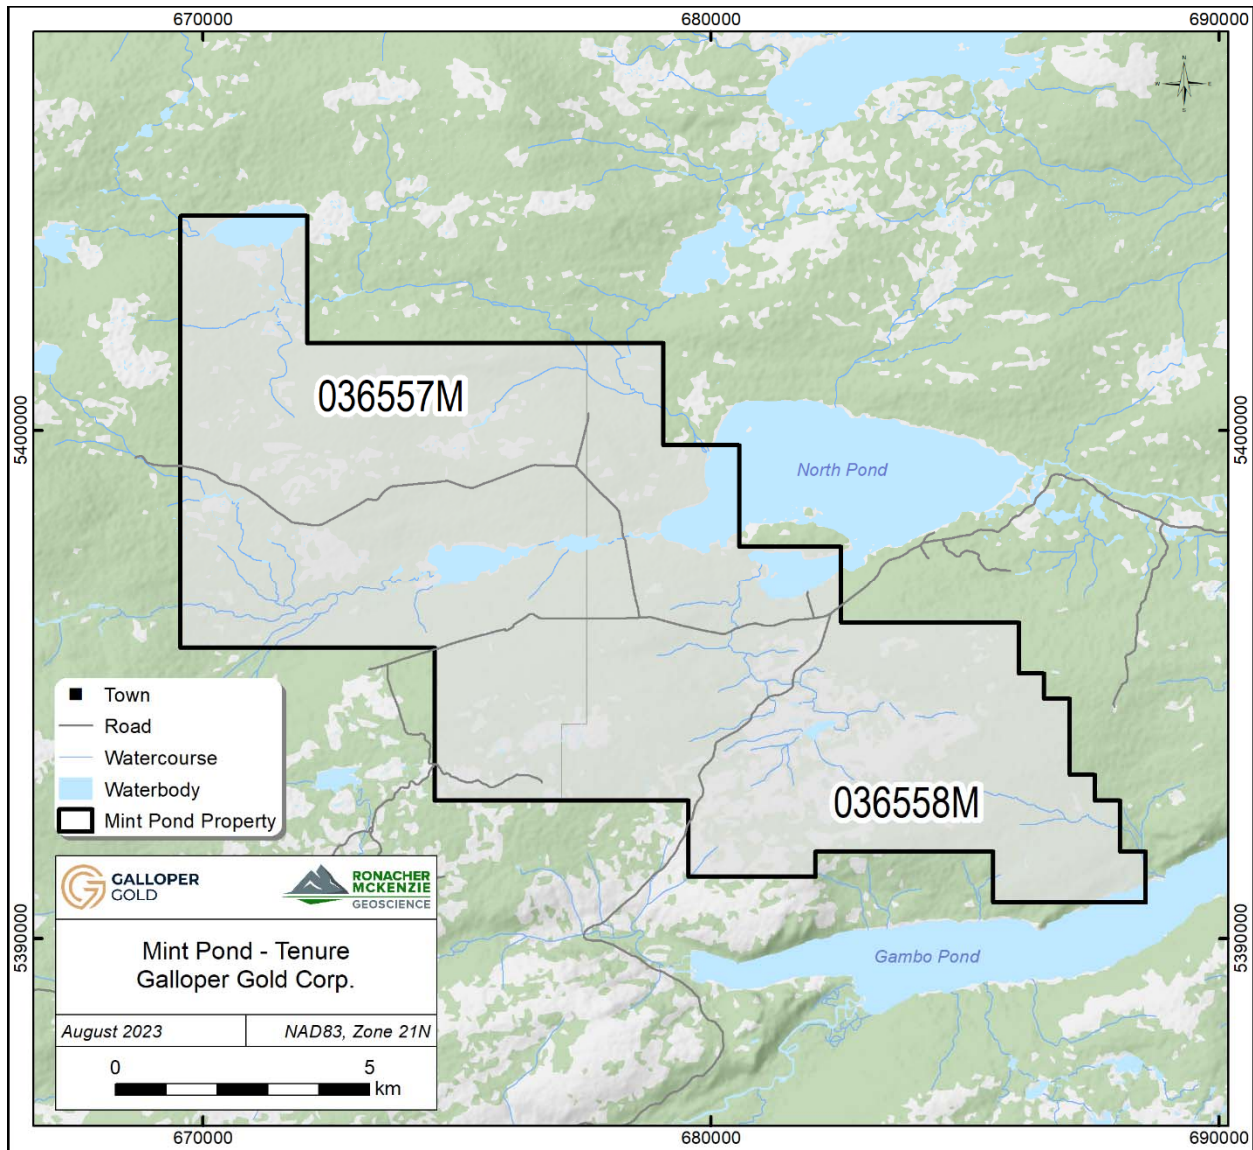 670000
680000
690000
N
W
E
S
036557M
5400000
5400000
North Pond
Town
Road
Watercourse
Waterbody
Mint Pond Property
036558M
GALLOPER
GOLD
RONACHER
MCKENZIE
GEOSCIENCE
Mint Pond - Tenure
Galloper Gold Corp.
5390000
5390000
Gambo Pond
August 2023
NAD83, Zone 21N
0
5
km
670000
680000
690000